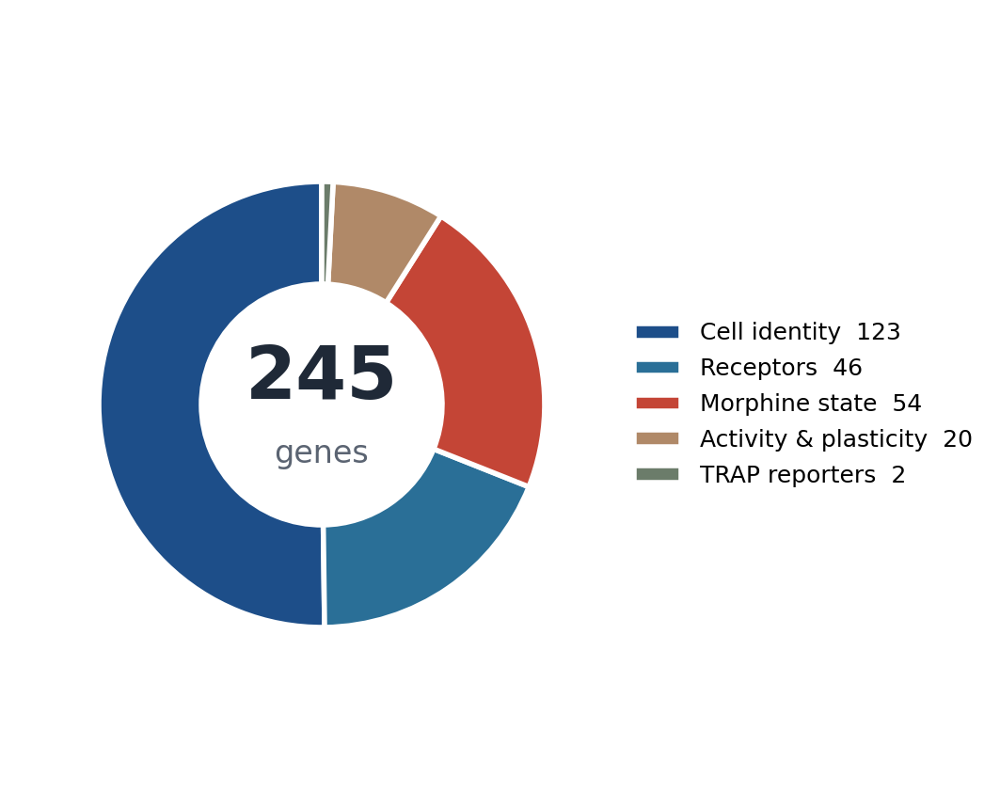 245
genes
Cell identity  123
Receptors  46
Morphine state  54
Activity & plasticity  20
TRAP reporters  2